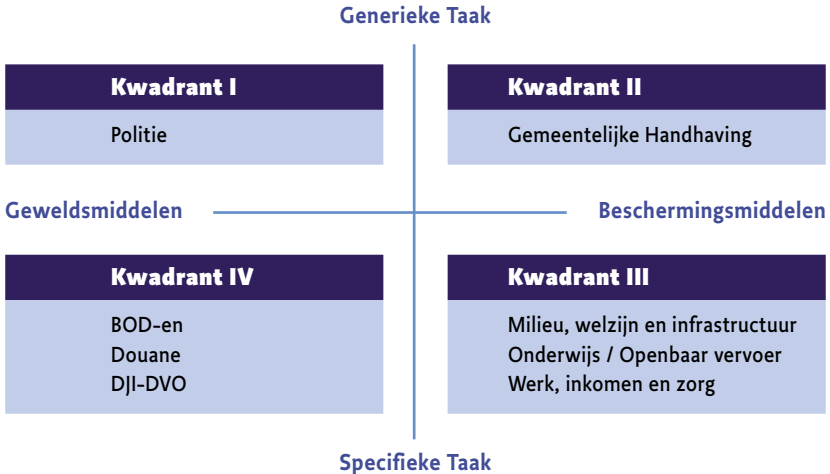 Generieke Taak
Kwadrant I
Politie
Kwadrant II
Gemeentelijke Handhaving
Geweldsmiddelen
Beschermingsmiddelen
Kwadrant IV
BOD-en
Douane
DJI-DVO
Kwadrant III
Milieu, welzijn en infrastructuur
Onderwijs / Openbaar vervoer
Werk, inkomen en zorg
Specifieke Taak